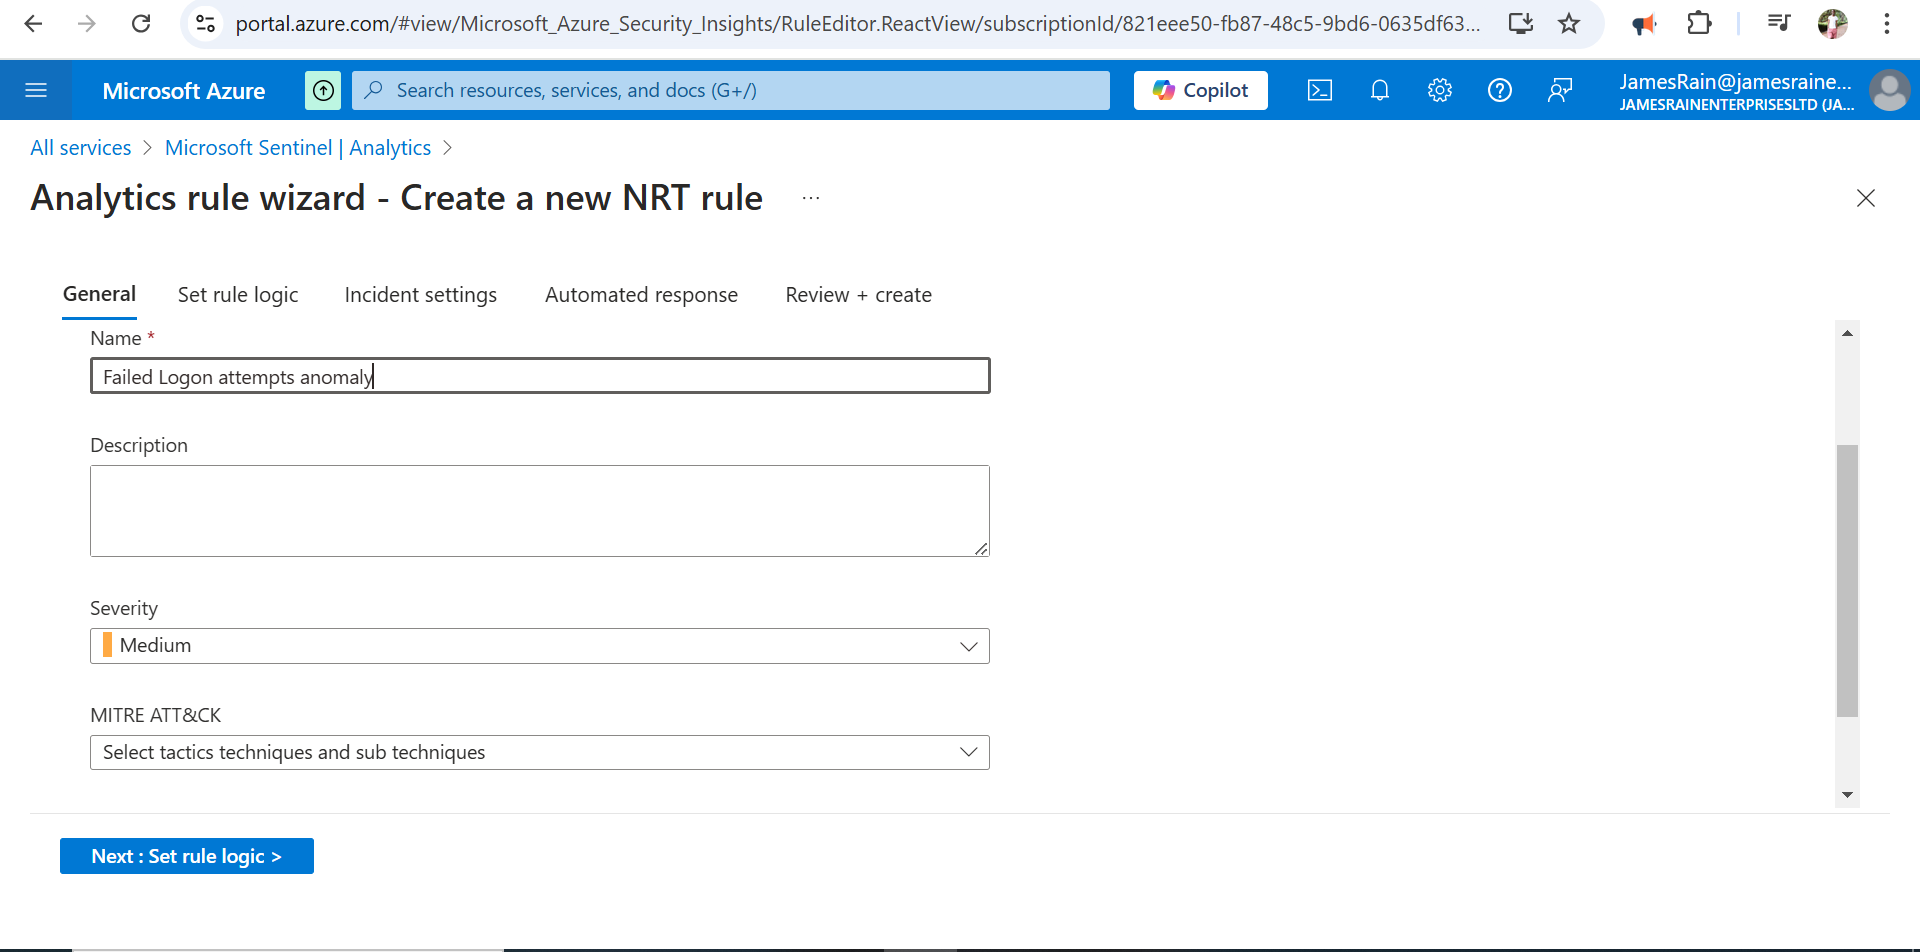 portal.azure.com/#view/Microsoft_Azure_Security_Insights/RuleEditor.ReactView/subscriptionId/821eee50-fb87-48c5-9bd6-0635df63...
Microsoft Azure
Search resources, services, and docs (G+/)
Copilot
JamesRain@jamesraine...
JAMESRAINENTERPRISESLTD (JA...
All services > Microsoft Sentinel | Analytics >
Analytics rule wizard - Create a new NRT rule ...
General Set rule logic Incident settings Automated response Review + create
Name *
Failed Logon attempts anomaly
Description
Severity
Medium
MITRE ATT&CK
Select tactics techniques and sub techniques
Next : Set rule logic >